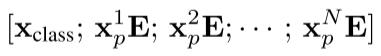 [x_class; x_p^1 E; x_p^2 E; ⋯ ; x_p^N E]